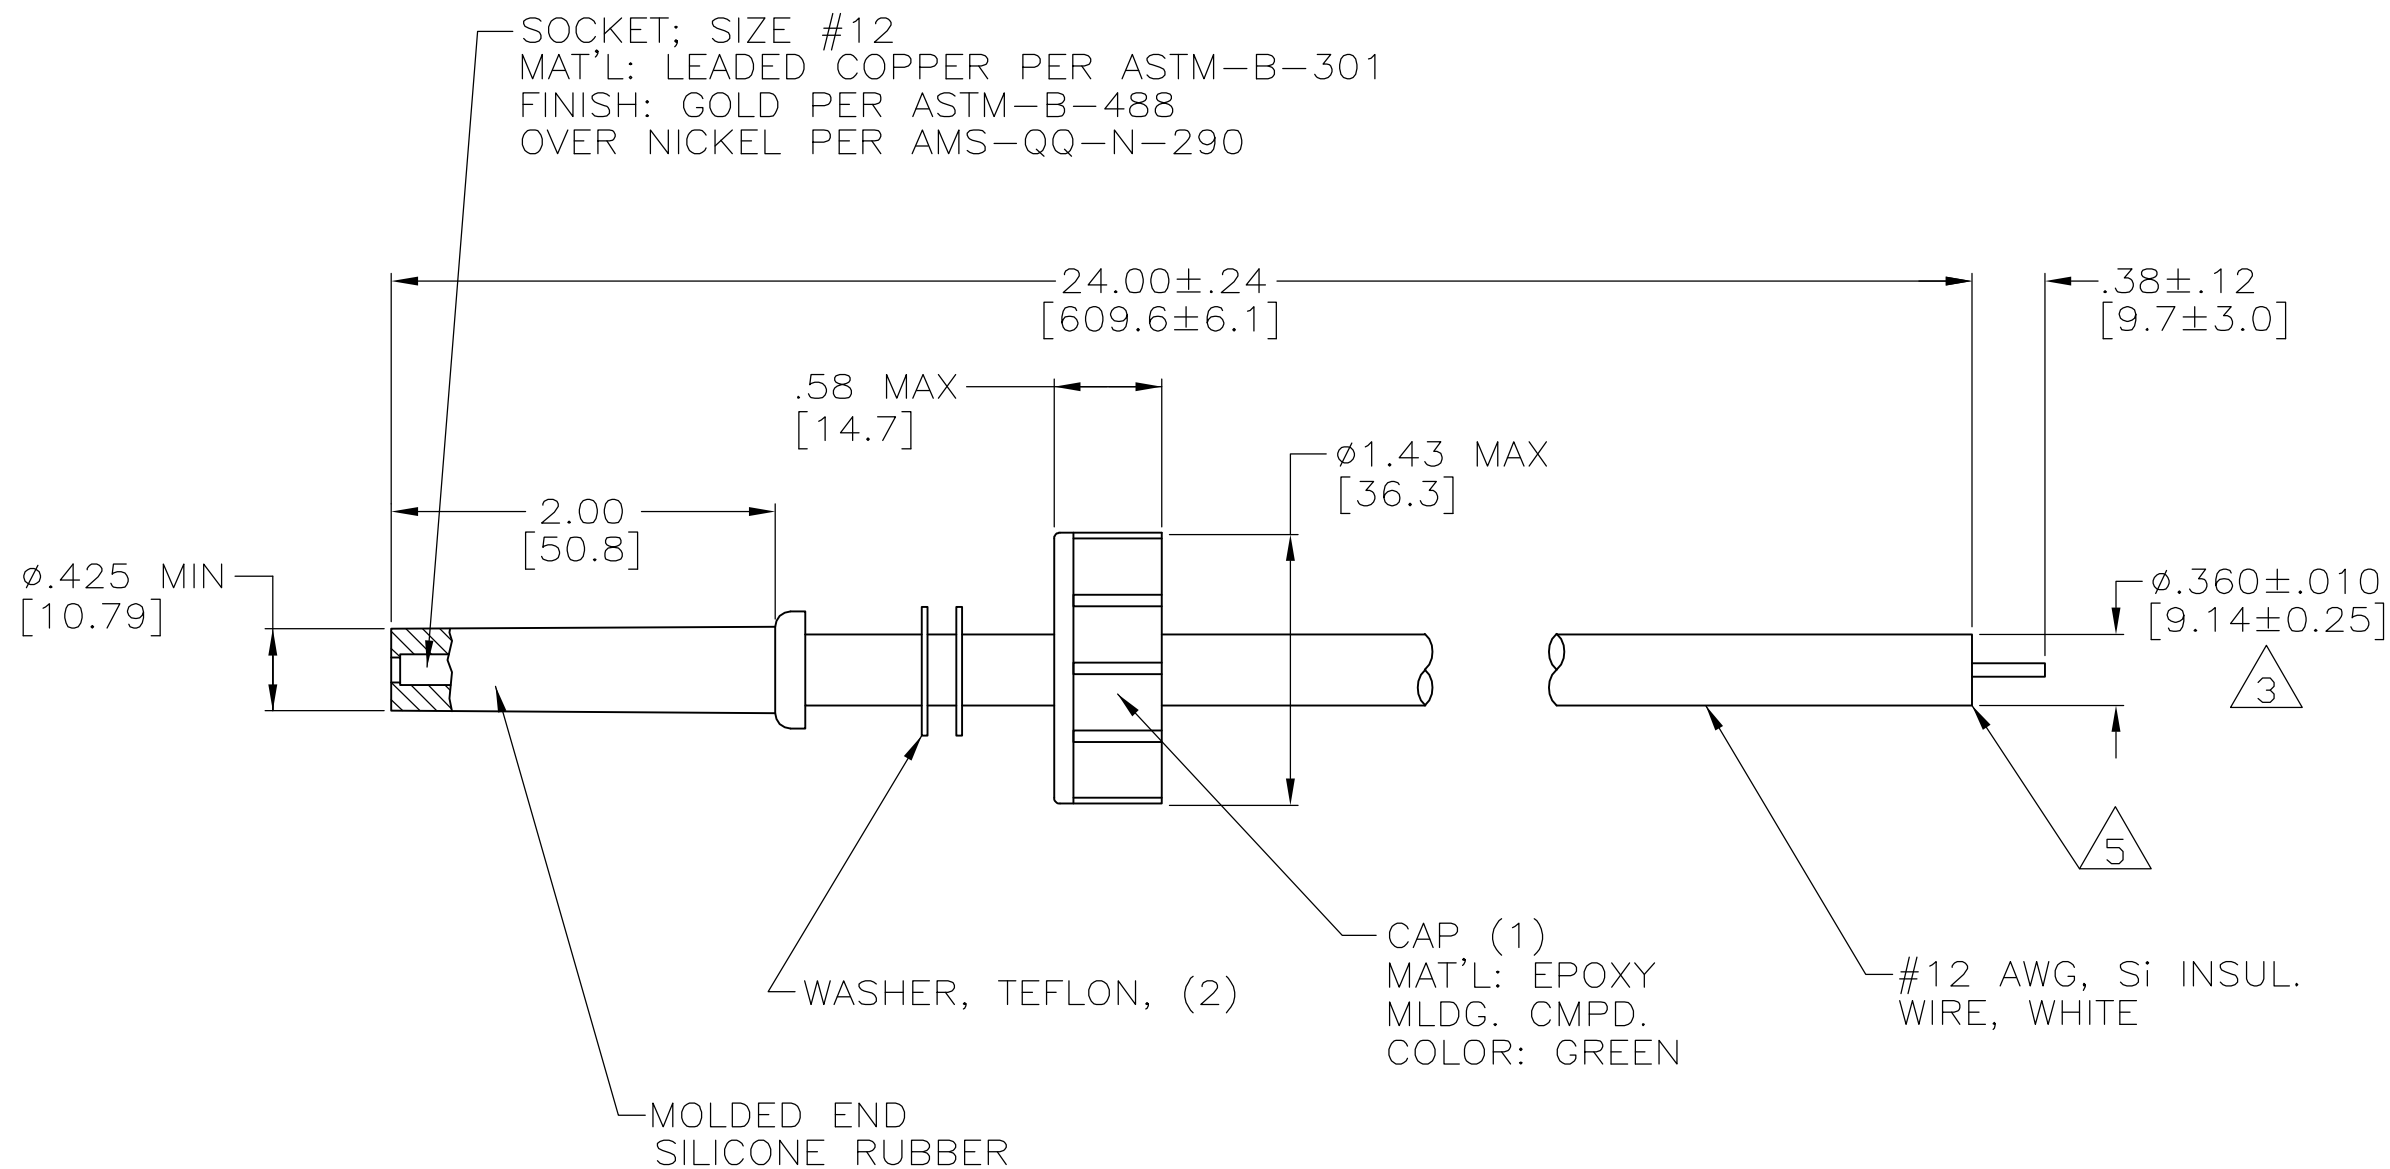 SOCKET; SIZE #12
MAT'L: LEADED COPPER PER ASTM-B-301
FINISH: GOLD PER ASTM-B-488
OVER NICKEL PER AMS-QQ-N-290
24.00±.24
[609.6±6.1]
.38±.12
[9.7±3.0]
.58 MAX
[14.7]
ø1.43 MAX
[36.3]
2.00
[50.8]
ø.425 MIN
[10.79]
ø.360±.010
[9.14±0.25]
3
5
CAP (1)
MAT'L: EPOXY
MLDG. CMPD.
COLOR: GREEN
#12 AWG, Si INSUL.
WIRE, WHITE
WASHER, TEFLON, (2)
MOLDED END
SILICONE RUBBER